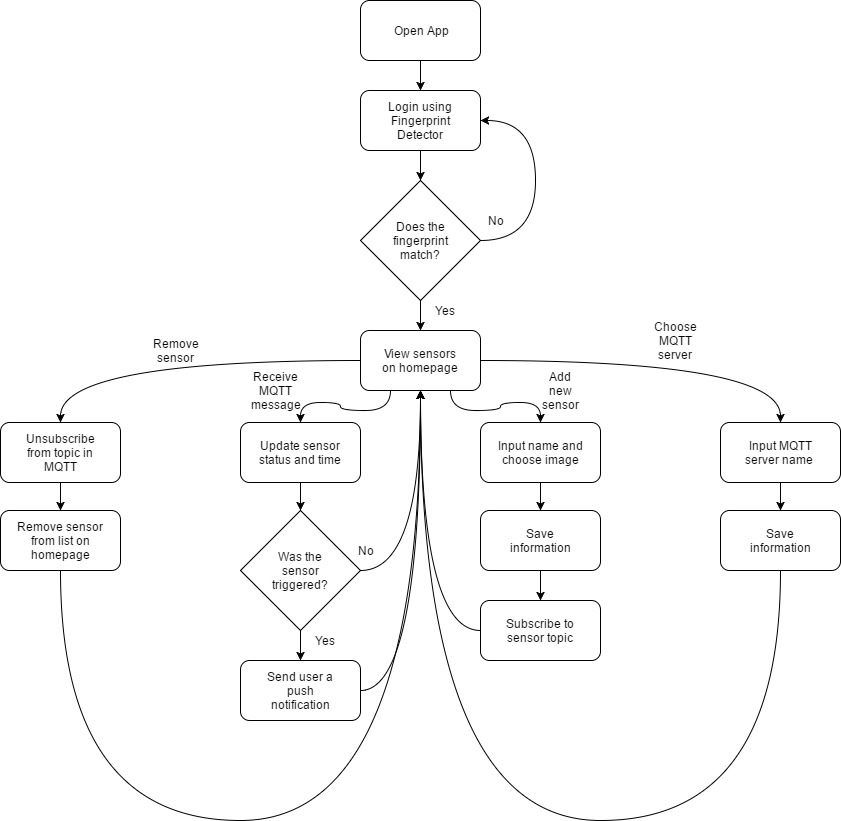 Open App
Login using
Fingerprint
Detector
Does the
fingerprint
match?
No
Yes
View sensors
on homepage
Remove
sensor
Receive
MQTT
message
Add
new
sensor
Choose
MQTT
server
Unsubscribe
from topic in
MQTT
Update sensor
status and time
Input name and
choose image
Input MQTT
server name
Remove sensor
from list on
homepage
Was the
sensor
triggered?
No
Yes
Save
information
Save
information
Subscribe to
sensor topic
Send user a
push
notification